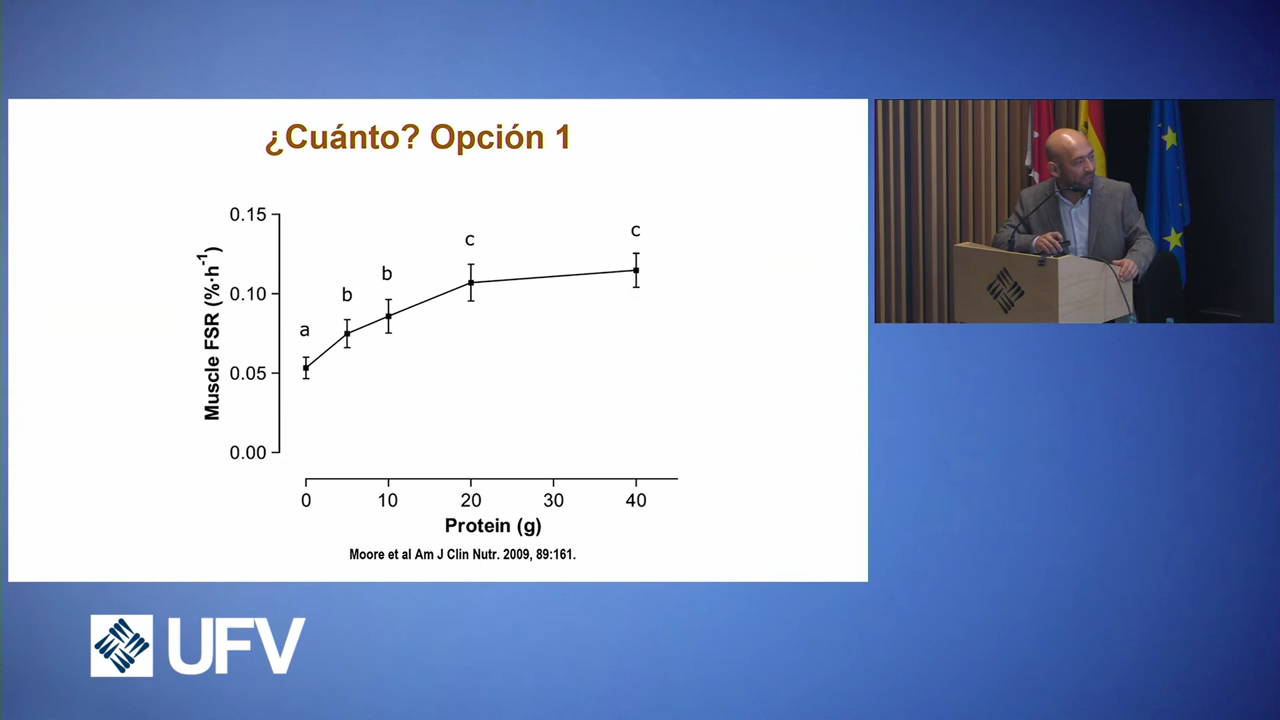 ¿Cuánto? Opción 1
Muscle FSR (%·h-1)
0.15
0.10
0.05
0.00
a
b
b
c
c
0
10
20
30
40
Protein (g)
Moore et al Am J Clin Nutr. 2009, 89:161.
UFV